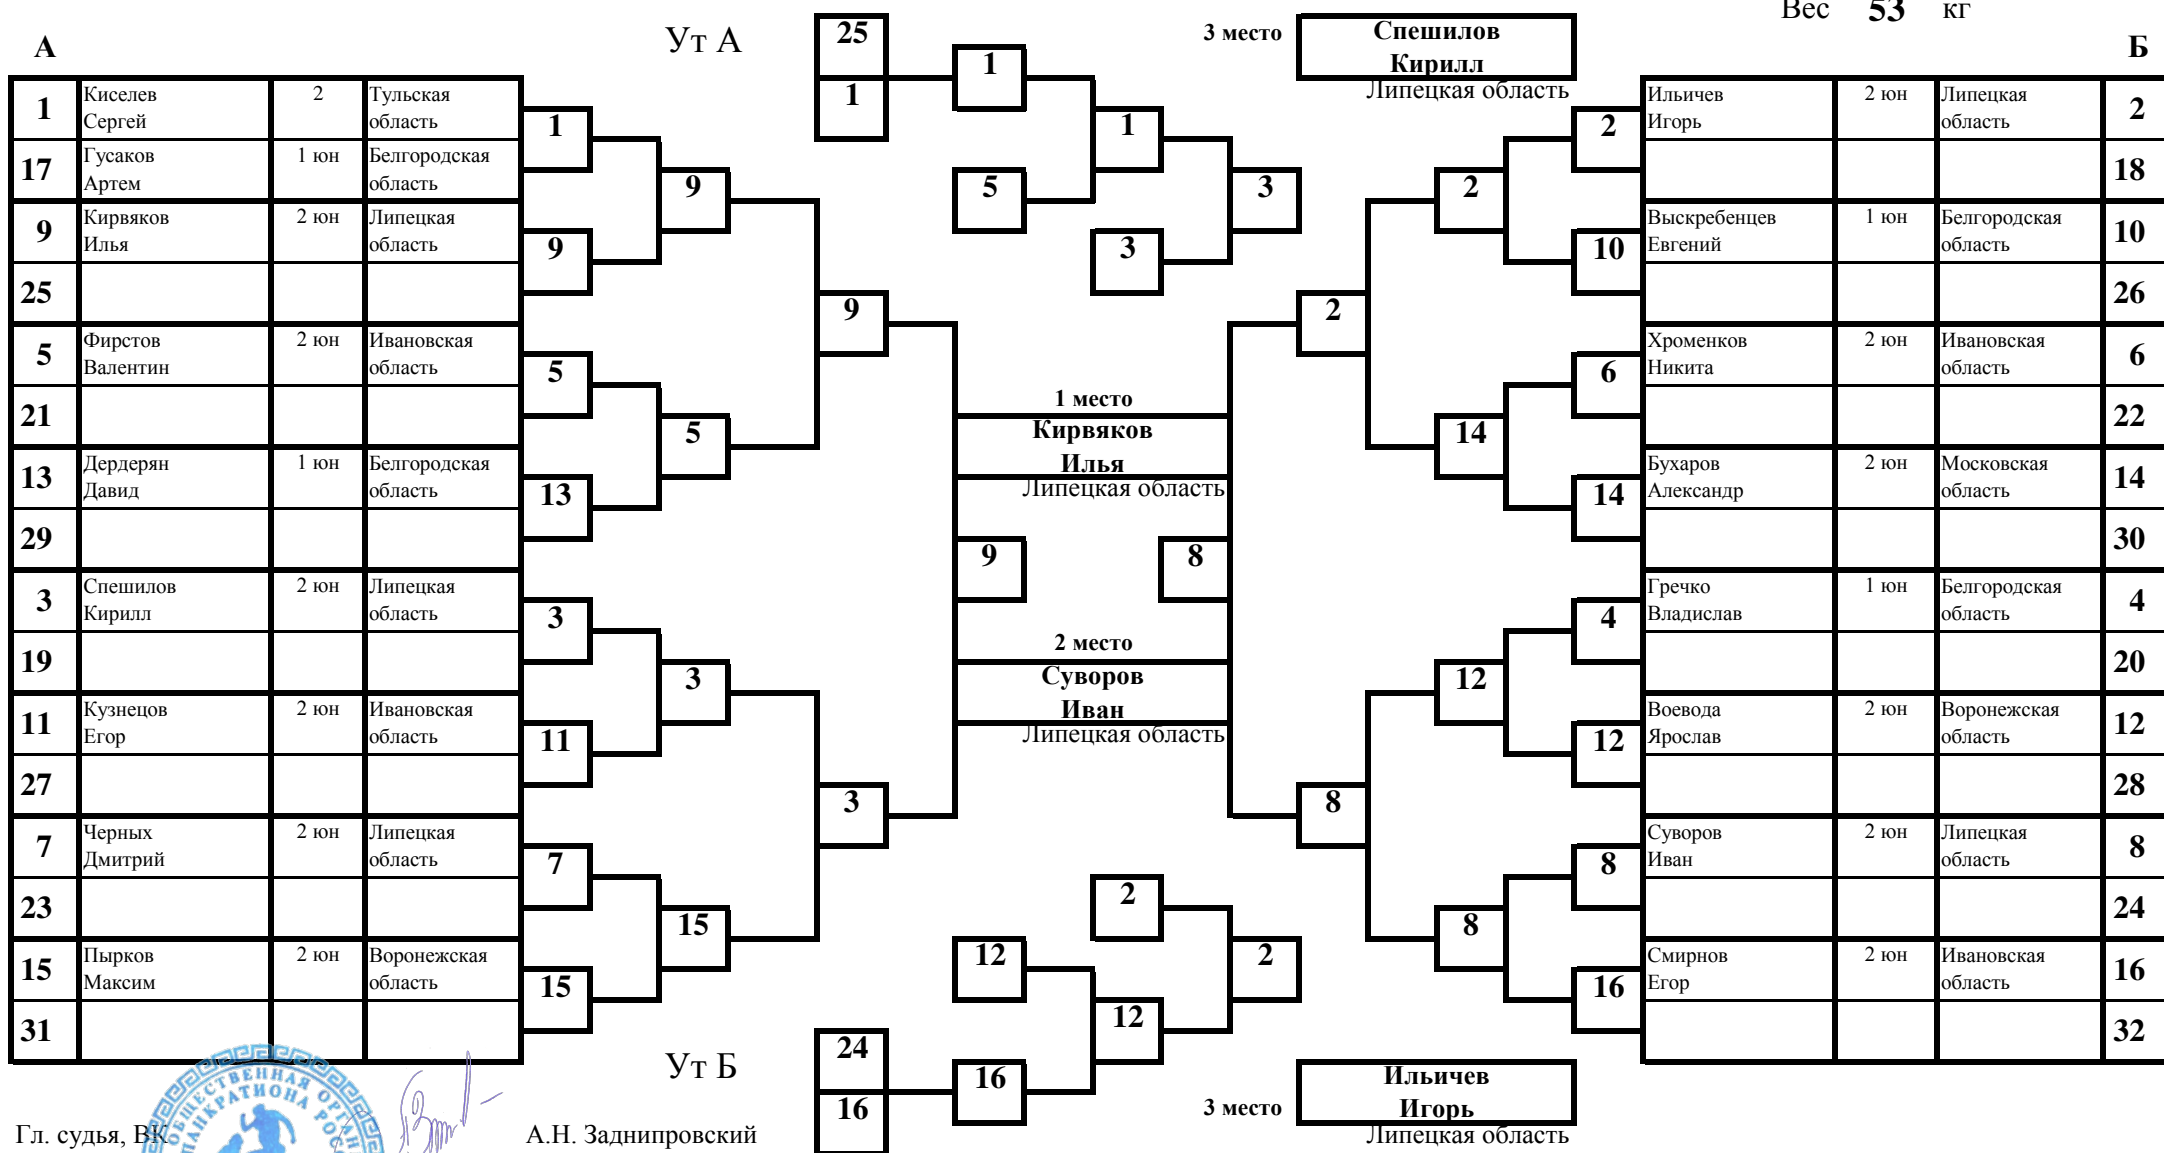 Вес 53 кг
А
Ут А
3 место
Спешилов
Кирилл
Липецкая область
Б
1 Киселев Сергей 2 Тульская область
17 Гусаков Артем 1 юн Белгородская область
9 Кирвяков Илья 2 юн Липецкая область
25
5 Фирстов Валентин 2 юн Ивановская область
21
13 Дердерян Давид 1 юн Белгородская область
29
3 Спешилов Кирилл 2 юн Липецкая область
19
11 Кузнецов Егор 2 юн Ивановская область
27
7 Черных Дмитрий 2 юн Липецкая область
23
15 Пырков Максим 2 юн Воронежская область
31
1
9
5
13
3
11
7
15
9
5
3
15
9
3
25
1
1
5
1
3
3
1 место
Кирвяков
Илья
Липецкая область
9 8
2 место
Суворов
Иван
Липецкая область
2
12
2
12
24
16
16
2
8
2
14
12
8
2
10
6
14
4
12
8
16
Ильичев Игорь 2 юн Липецкая область 2
18
Выскребенцев Евгений 1 юн Белгородская область 10
26
Хроменков Никита 2 юн Ивановская область 6
22
Бухаров Александр 2 юн Московская область 14
30
Гречко Владислав 1 юн Белгородская область 4
20
Воевода Ярослав 2 юн Воронежская область 12
28
Суворов Иван 2 юн Липецкая область 8
24
Смирнов Егор 2 юн Ивановская область 16
32
Ут Б
3 место
Ильичев
Игорь
Липецкая область
Гл. судья, ВК
А.Н. Заднипровский